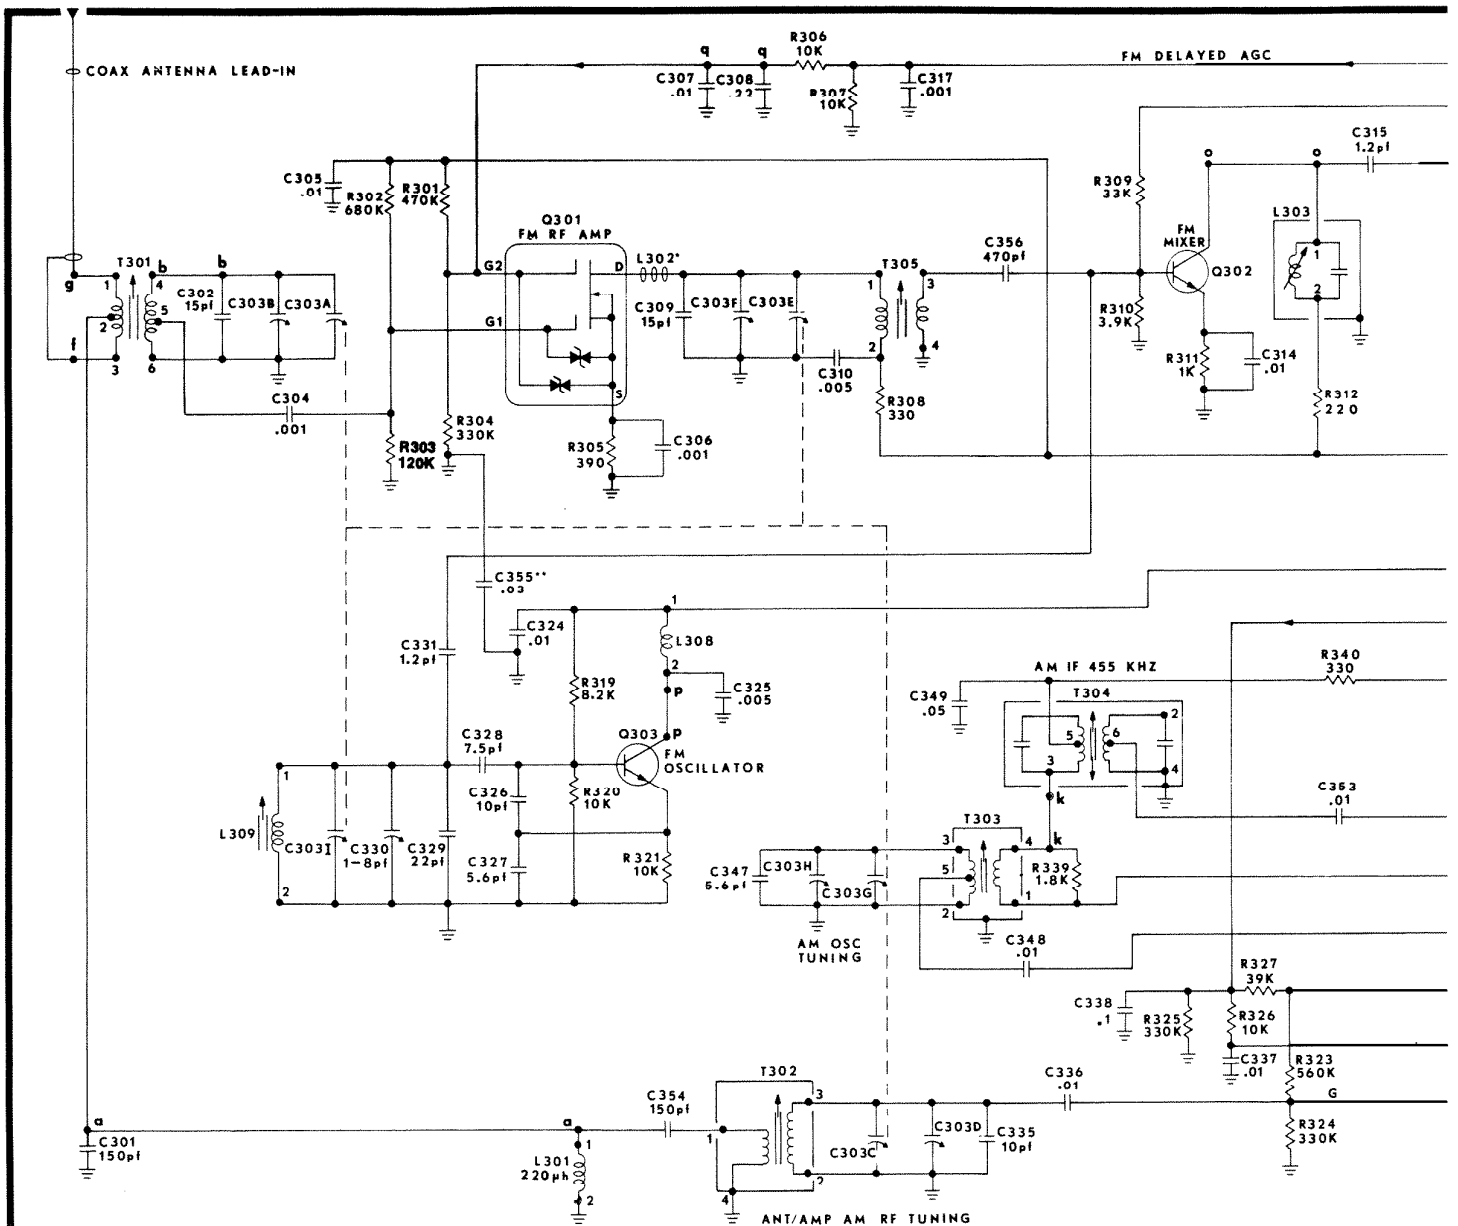 COAX ANTENNA LEAD-IN
q
q
R306
10K
FM DELAYED AGC
C307
.01
C308
.22
R307
10K
C317
.001
C315
1.2pf
C305
.01
R302
680K
R301
470K
R309
33K
o
o
L303
Q301
FM RF AMP
FM
MIXER
Q302
g
T301
1
2
3
b
4
5
6
b
C302
15pf
C303B
C303A
G2
D
L302*
C309
15pf
C303F
C303E
1
T305
3
2
4
C356
470pf
R310
3.9K
1
2
f
G1
S
C310
.005
R308
330
R311
1K
C314
.01
R312
220
C304
.001
R303
120K
R304
330K
R305
390
C306
.001
C355**
.03
C324
.01
1
L308
2
p
p
C325
.005
C331
1.2pf
R319
8.2K
AM IF 455 KHZ
R340
330
C349
.05
T304
5
3
6
2
4
k
k
C353
.01
C328
7.5pf
Q303
FM
OSCILLATOR
1
L309
2
C303I
C330
1-8pf
C329
22pf
C326
10pf
C327
5.6pf
R320
10K
R321
10K
C347
5.6pf
C303H
C303G
3
T303
4
5
2
1
R339
1.8K
AM OSC
TUNING
C348
.01
R327
39K
C338
.1
R325
330K
R326
10K
C337
.01
R323
560K
G
R324
330K
a
C301
150pf
a
1
L301
220µh
2
C354
150pf
T302
1
3
2
4
C303C
C303D
C335
10pf
C336
.01
ANT/AMP AM RF TUNING